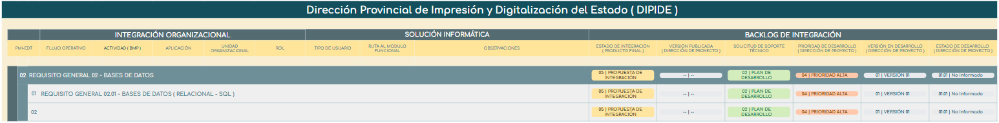 Dirección Provincial de Impresión y Digitalización del Estado ( DIPIDE )
INTEGRACIÓN ORGANIZACIONAL
SOLUCIÓN INFORMÁTICA
BACKLOG DE INTEGRACIÓN
PMI-EDT
FLUJO OPERATIVO
ACTIVIDAD ( BMP )
APLICACIÓN
UNIDAD
ORGANIZACIONAL
ROL
TIPO DE USUARIO
RUTA AL MODULO
FUNCIONAL
OBSERVACIONES
ESTADO DE INTEGRACIÓN
( PRODUCTO FINAL )
VERSIÓN PUBLICADA
( DIRECCIÓN DE PROYECTO )
SOLICITUD DE SOPORTE
TÉCNICO
PRIORIDAD DE DESARROLLO
( DIRECCIÓN DE PROYECTO )
VERSIÓN EN DESARROLLO
( DIRECCIÓN DE PROYECTO )
ESTADO DE DESARROLLO
( DIRECCIÓN DE PROYECTO )
02 REQUISITO GENERAL 02 - BASES DE DATOS
05 | PROPUESTA DE
INTEGRACIÓN
-- | --
02 | PLAN DE
DESARROLLO
04 | PRIORIDAD ALTA
01 | VERSIÓN 01
01.01 | No Informado
01 REQUISITO GENERAL 02.01 - BASES DE DATOS ( RELACIONAL - SQL )
05 | PROPUESTA DE
INTEGRACIÓN
-- | --
02 | PLAN DE
DESARROLLO
04 | PRIORIDAD ALTA
01 | VERSIÓN 01
01.01 | No Informado
02
05 | PROPUESTA DE
INTEGRACIÓN
-- | --
02 | PLAN DE
DESARROLLO
04 | PRIORIDAD ALTA
01 | VERSIÓN 01
01.01 | No Informado